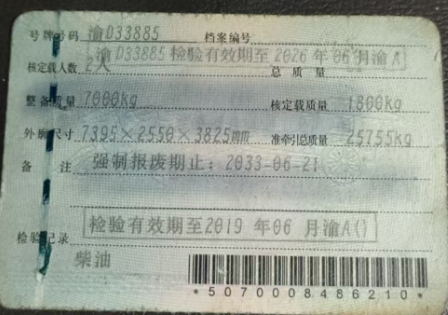 号牌号码 渝D33885 档案编号
渝D33885 检验有效期至2026年06月渝A
核定载人数 2人 总质量
整备质量 7000kg 核定载质量 1800kg
外廓尺寸 7395×2550×3825mm 准牵引总质量 25755kg
备注 强制报废期止：2033-06-21
检验有效期至2019年06月渝A()
检验记录
柴油
*5070008486210*